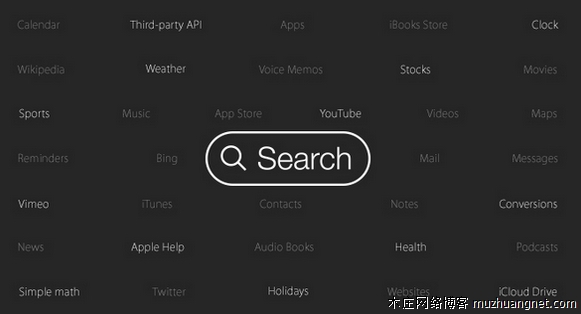 Calendar Third-party API Apps iBooks Store Clock
Wikipedia Weather Voice Memos Stocks Movies
Sports Music App Store YouTube Videos Maps
Reminders Bing Search Mail Messages
Vimeo iTunes Contacts Notes Conversions
News Apple Help Audio Books Health Podcasts
Simple math Twitter Holidays Websites iCloud Drive
木庄网络博客 muzhuangnet.com